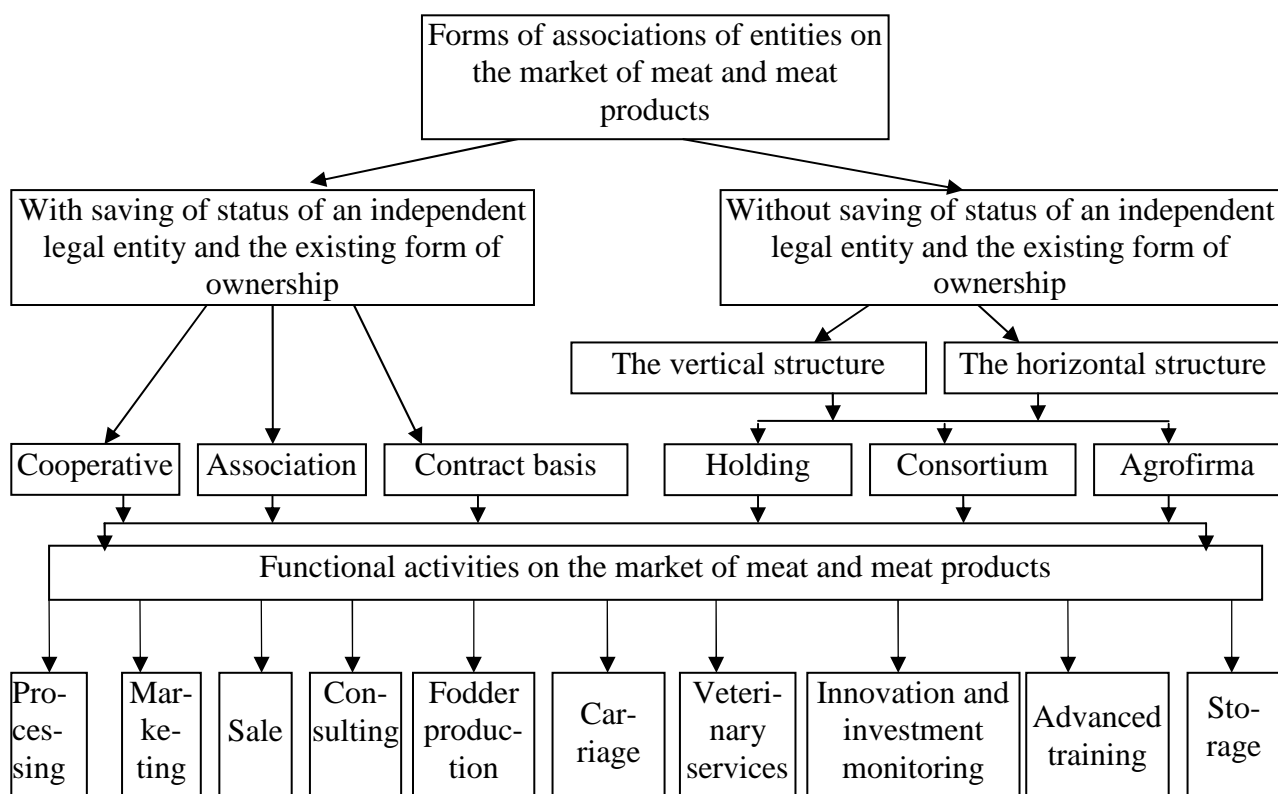 Forms of associations of entities on
the market of meat and meat
products
With saving of status of an independent
legal entity and the existing form of
ownership
Without saving of status of an independent
legal entity and the existing form of
ownership
The vertical structure
The horizontal structure
Cooperative
Association
Contract basis
Holding
Consortium
Agrofirma
Functional activities on the market of meat and meat products
Pro-
ces-
sing
Mar-
ke-
ting
Sale
Con-
sulting
Fodder
produc-
tion
Car-
riage
Veteri-
nary
services
Innovation and
investment
monitoring
Advanced
training
Sto-
rage